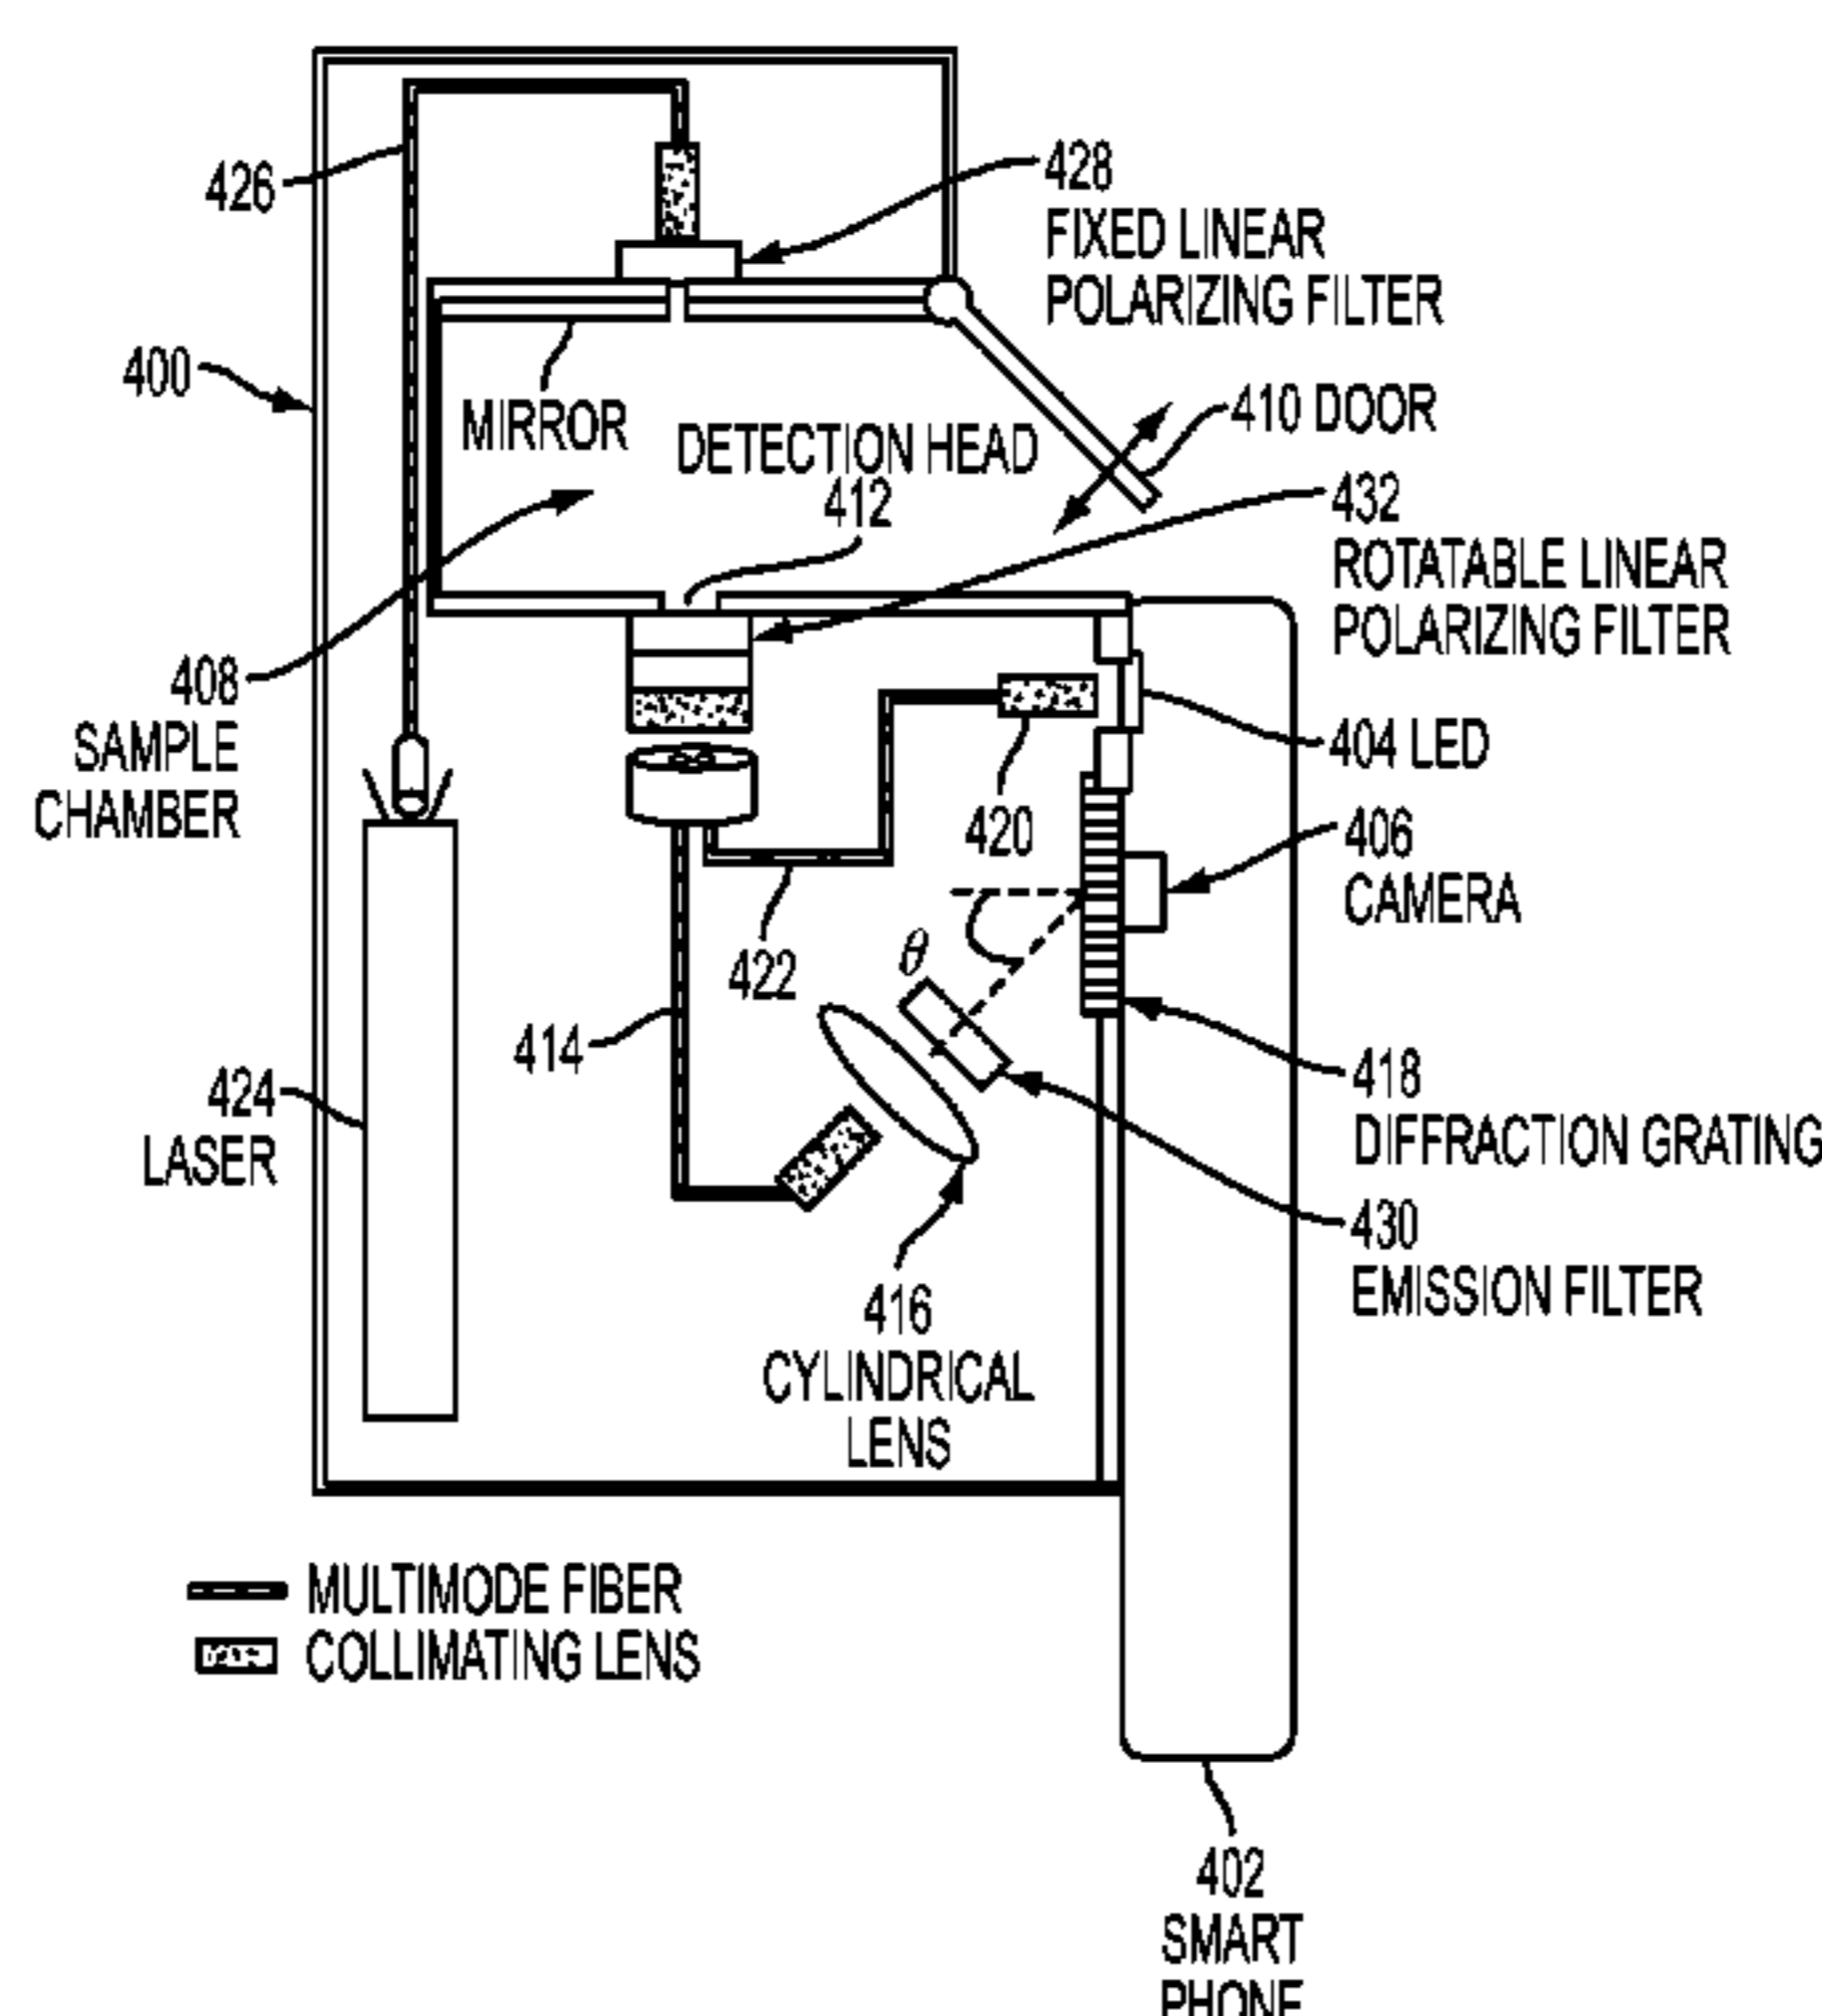 426
428
FIXED LINEAR
POLARIZING FILTER
400
MIRROR
DETECTION HEAD
412
410 DOOR
432
ROTATABLE LINEAR
POLARIZING FILTER
408
SAMPLE
CHAMBER
404 LED
420
406
CAMERA
422
θ
414
418
DIFFRACTION GRATING
424
LASER
430
EMISSION FILTER
416
CYLINDRICAL
LENS
MULTIMODE FIBER
COLLIMATING LENS
402
SMART
PHONE